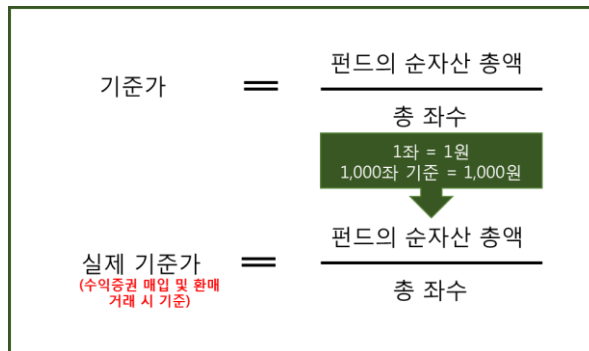 펀드의 순자산 총액
기준가 =
총 좌수
1좌 = 1원
1,000좌 기준 = 1,000원
펀드의 순자산 총액
실제 기준가 =
(수익증권 매입 및 환매
거래 시 기준)
총 좌수